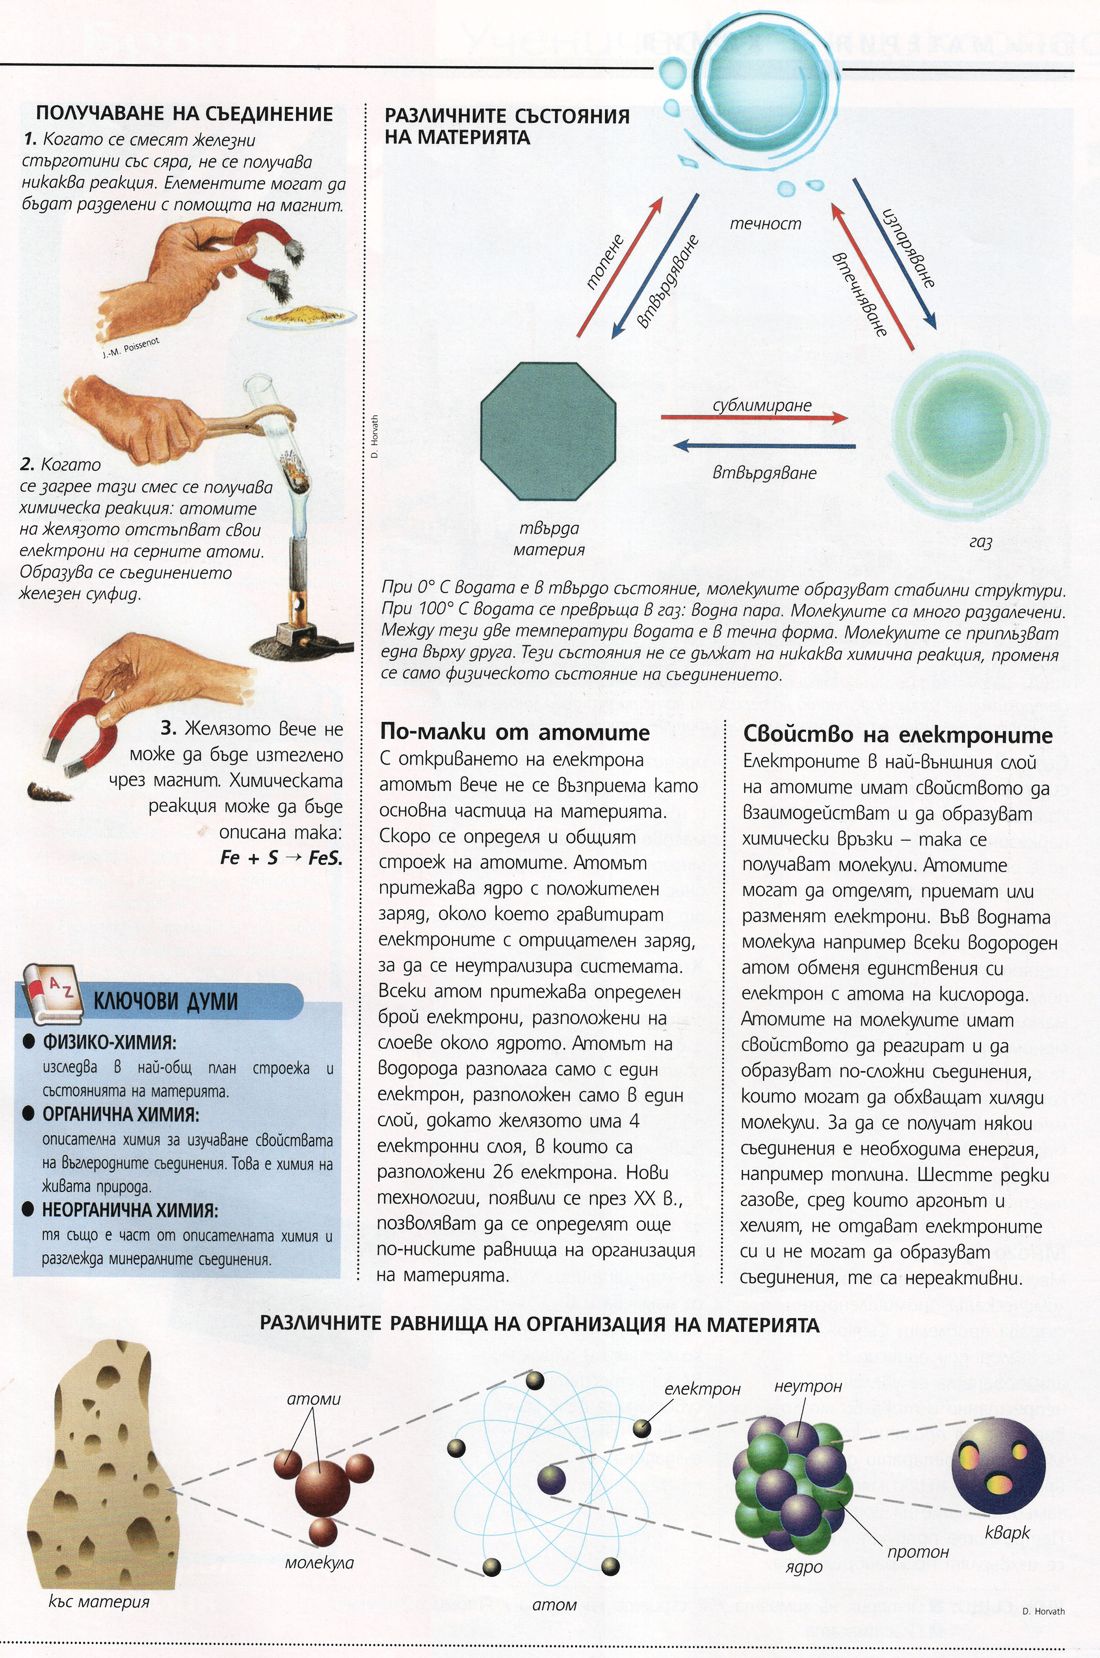 ПОЛУЧАВАНЕ НА СЪЕДИНЕНИЕ
1. Когато се смесят железни
стърготини със сяра, не се получава
никаква реакция. Елементите могат да
бъдат разделени с помощта на магнит.
J.-M. Poissenot
2. Когато
се загрее тази смес се получава
химическа реакция: атомите
на желязото отстъпват свои
електрони на серните атоми.
Образува се съединението
железен сулфид.
3. Желязото вече не
може да бъде изтеглено
чрез магнит. Химическата
реакция може да бъде
описана така:
Fe + S → FeS.
КЛЮЧОВИ ДУМИ
A Z
● ФИЗИКО-ХИМИЯ:
изследва в най-общ план строежа и
състоянията на материята.
● ОРГАНИЧНА ХИМИЯ:
описателна химия за изучаване свойствата
на въглеродните съединения. Това е химия на
живата природа.
● НЕОРГАНИЧНА ХИМИЯ:
тя също е част от описателната химия и
разглежда минералните съединения.
РАЗЛИЧНИТЕ СЪСТОЯНИЯ
НА МАТЕРИЯТА
течност
топене
втвърдяване
изпаряване
втечняване
сублимиране
втвърдяване
твърда
материя
газ
D. Horvath
При 0° С водата е в твърдо състояние, молекулите образуват стабилни структури.
При 100° С водата се превръща в газ: водна пара. Молекулите са много раздалечени.
Между тези две температури водата е в течна форма. Молекулите се приплъзват
една върху друга. Тези състояния не се дължат на никаква химична реакция, променя
се само физическото състояние на съединението.
По-малки от атомите
С откриването на електрона
атомът вече не се възприема като
основна частица на материята.
Скоро се определя и общият
строеж на атомите. Атомът
притежава ядро с положителен
заряд, около което гравитират
електроните с отрицателен заряд,
за да се неутрализира системата.
Всеки атом притежава определен
брой електрони, разположени на
слоеве около ядрото. Атомът на
водорода разполага само с един
електрон, разположен само в един
слой, докато желязото има 4
електронни слоя, в които са
разположени 26 електрона. Нови
технологии, появили се през XX в.,
позволяват да се определят още
по-ниските равнища на организация
на материята.
Свойство на електроните
Електроните в най-външния слой
на атомите имат свойството да
взаимодействат и да образуват
химически връзки – така се
получават молекули. Атомите
могат да отделят, приемат или
разменят електрони. Във водната
молекула например всеки водороден
атом обменя единствения си
електрон с атома на кислорода.
Атомите на молекулите имат
свойството да реагират и да
образуват по-сложни съединения,
които могат да обхващат хиляди
молекули. За да се получат някои
съединения е необходима енергия,
например топлина. Шестте редки
газове, сред които аргонът и
хелият, не отдават електроните
си и не могат да образуват
съединения, те са нереактивни.
РАЗЛИЧНИТЕ РАВНИЩА НА ОРГАНИЗАЦИЯ НА МАТЕРИЯТА
атоми
електрон
неутрон
молекула
кварк
протон
ядро
къс материя
атом
D. Horvath